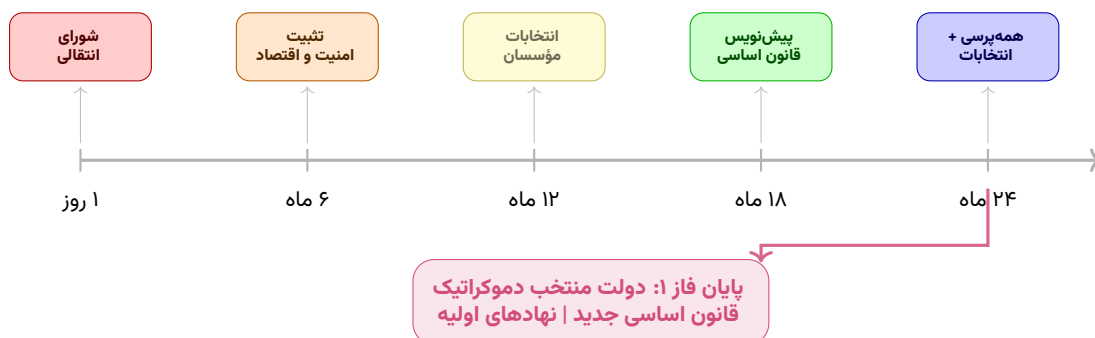 شورای
انتقالی
تثبیت
امنیت و اقتصاد
انتخابات
مؤسسان
پیش‌نویس
قانون اساسی
همه‌پرسی +
انتخابات
۱ روز
۶ ماه
۱۲ ماه
۱۸ ماه
۲۴ ماه
پایان فاز ۱: دولت منتخب دموکراتیک
قانون اساسی جدید | نهادهای اولیه